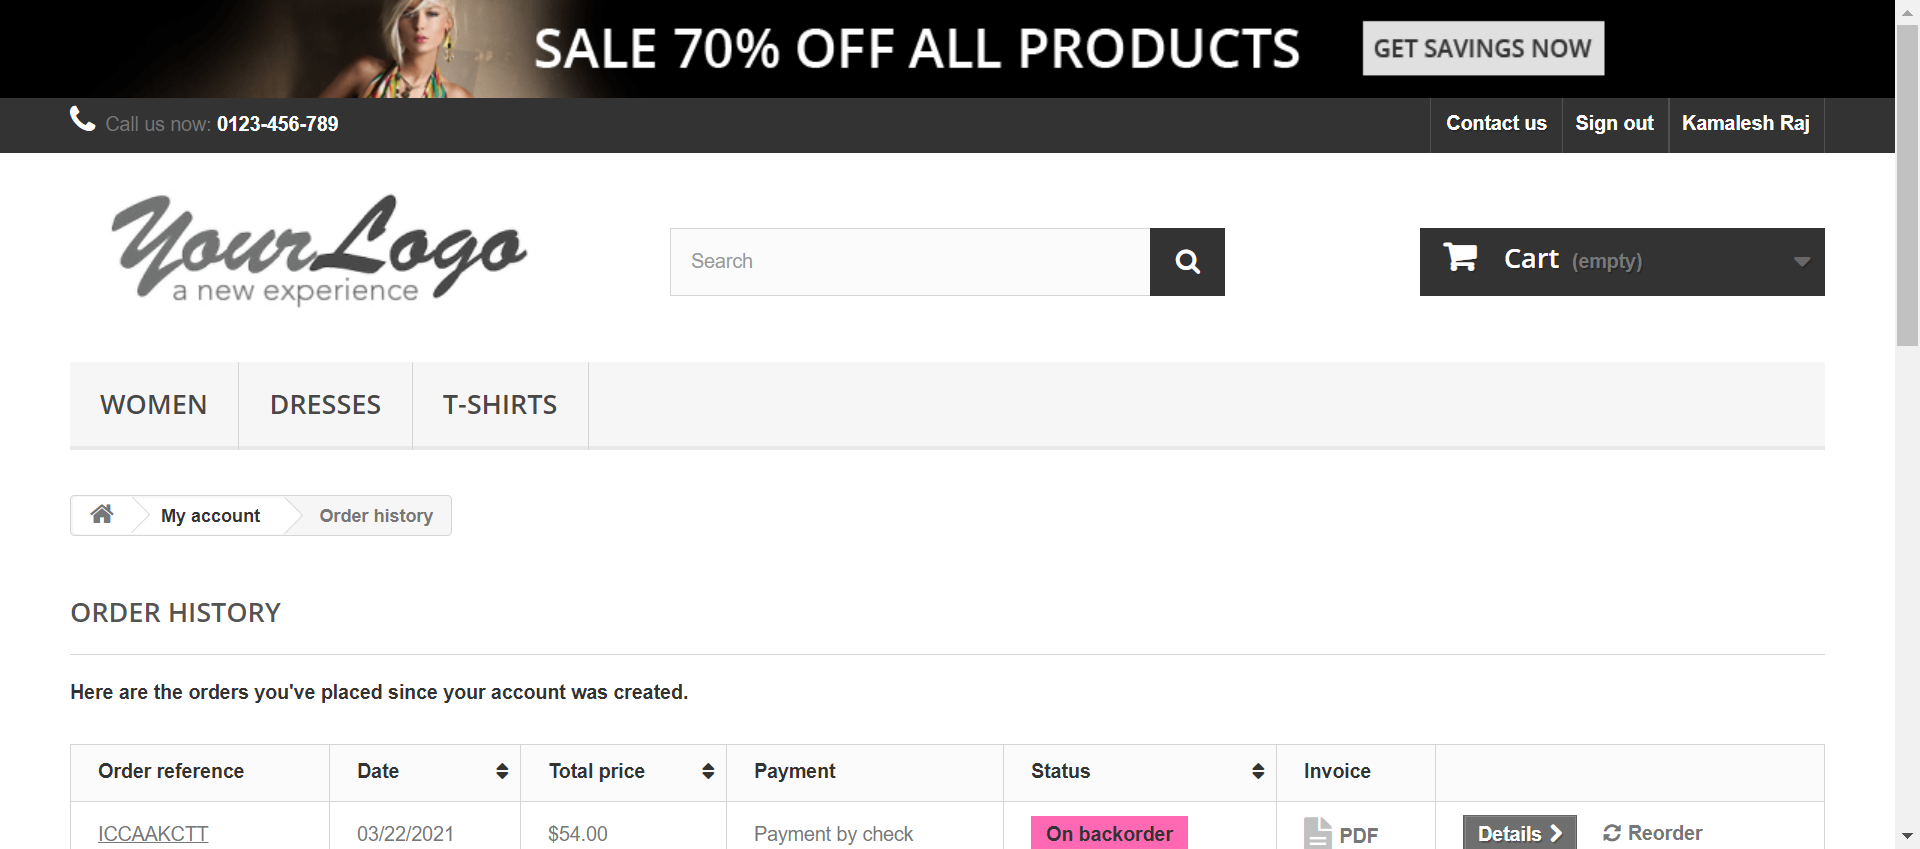 SALE 70% OFF ALL PRODUCTS GET SAVINGS NOW
Call us now: 0123-456-789 Contact us Sign out Kamalesh Raj
Your Logo
a new experience
Search
Cart (empty)
WOMEN DRESSES T-SHIRTS
My account Order history
ORDER HISTORY
Here are the orders you've placed since your account was created.
Order reference Date Total price Payment Status Invoice
ICCAAKCTT 03/22/2021 $54.00 Payment by check On backorder PDF Details Reorder